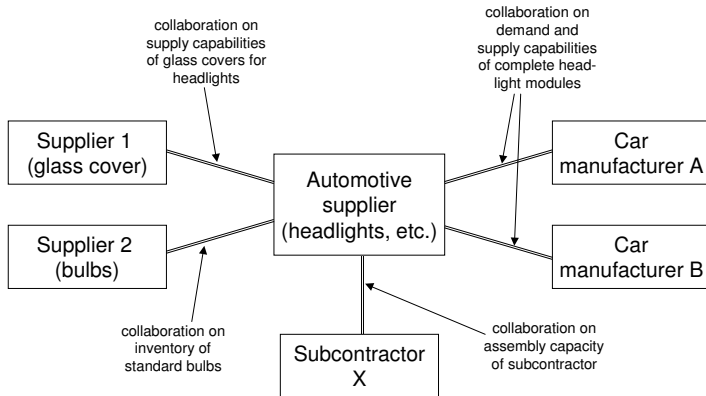 collaboration on
supply capabilities
of glass covers for
headlights
collaboration on
demand and
supply capabilities
of complete head-
light modules
Supplier 1
(glass cover)
Automotive
supplier
(headlights, etc.)
Car
manufacturer A
Supplier 2
(bulbs)
Car
manufacturer B
collaboration on
inventory of
standard bulbs
Subcontractor
X
collaboration on
assembly capacity
of subcontractor